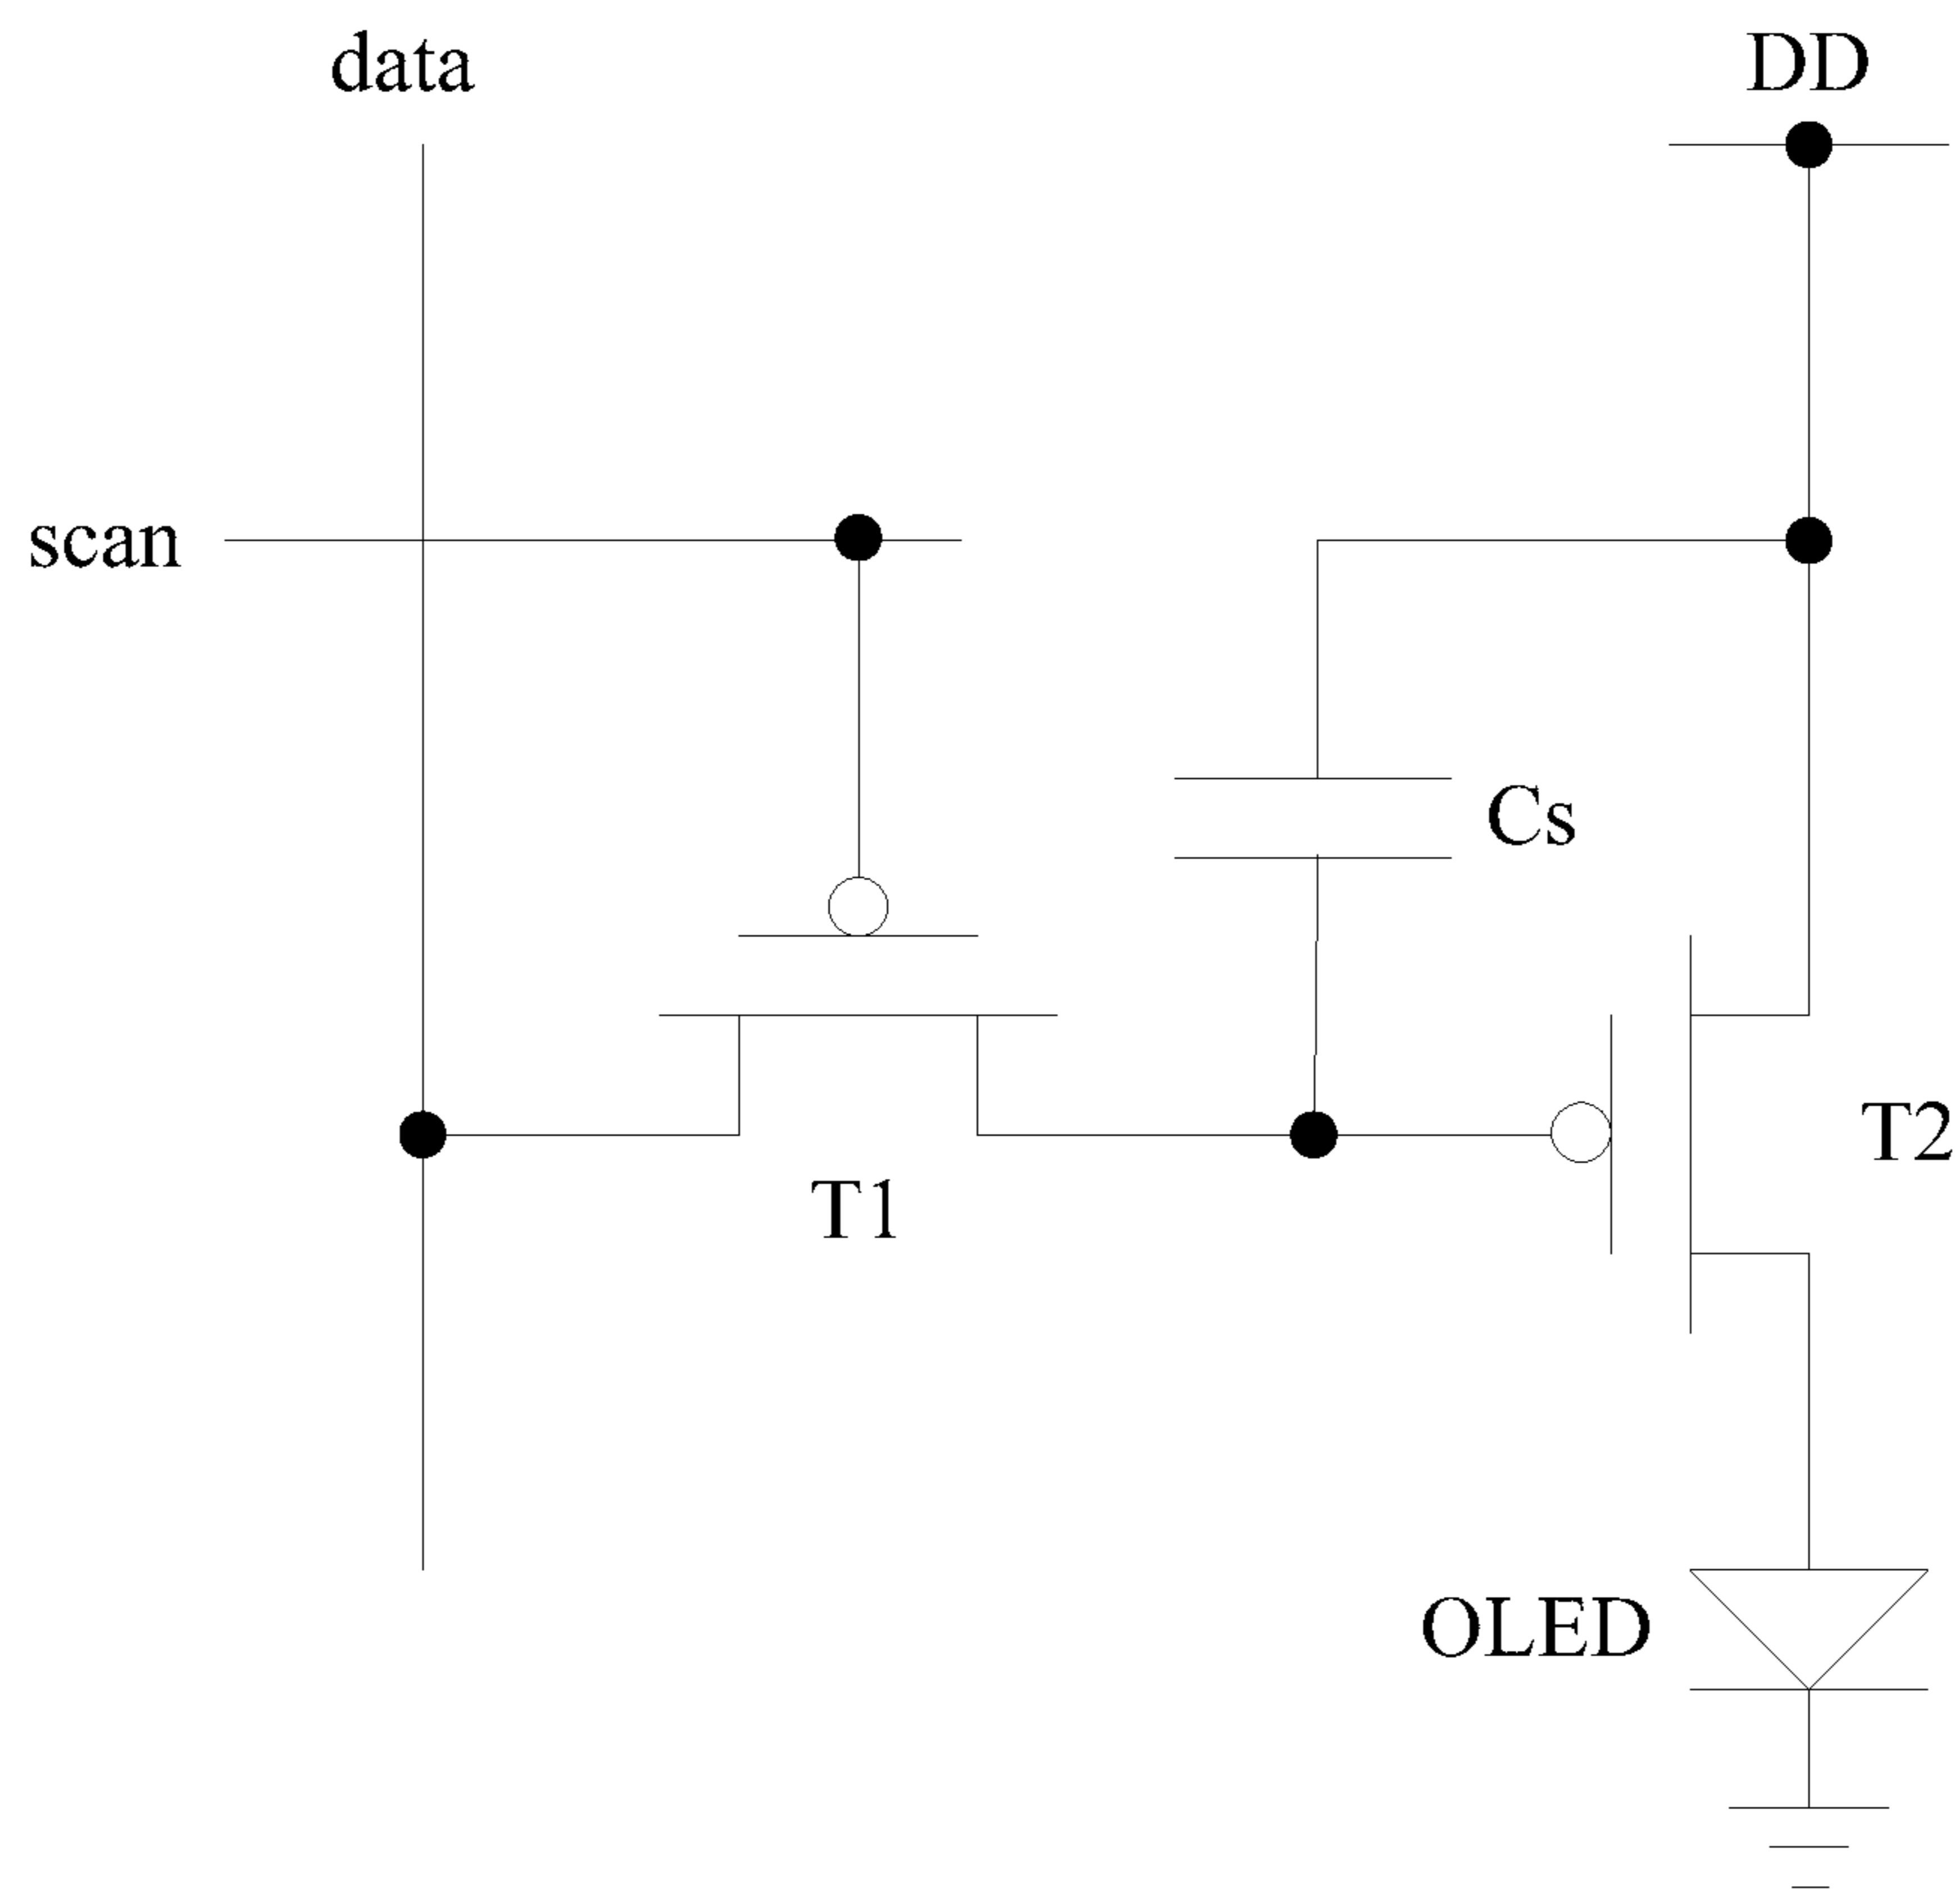 data
DD
scan
Cs
T2
T1
OLED